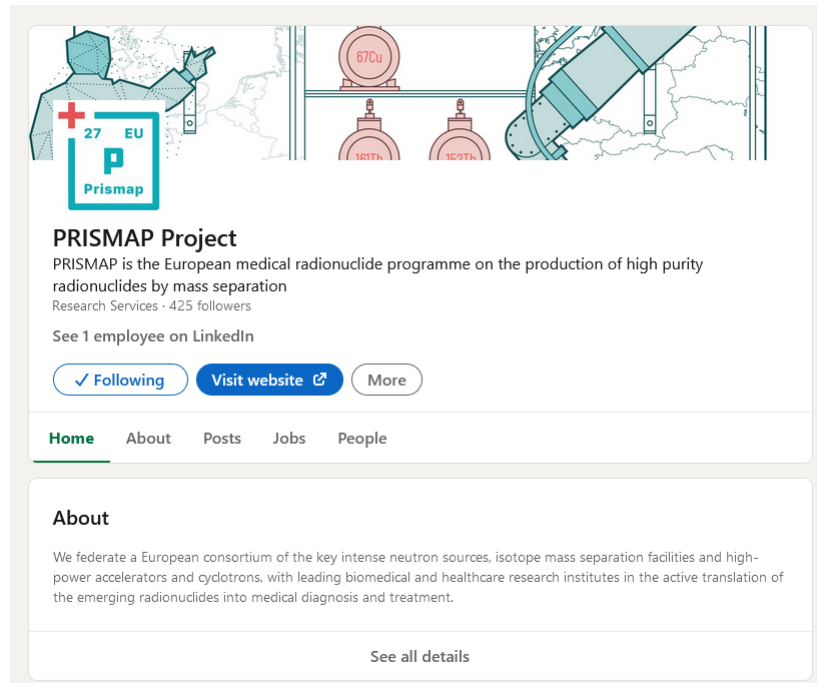 67Cu
161Tb
152Tb
27 EU
P
Prismap
PRISMAP Project
PRISMAP is the European medical radionuclide programme on the production of high purity
radionuclides by mass separation
Research Services · 425 followers
See 1 employee on LinkedIn
✓ Following
Visit website
More
Home About Posts Jobs People
About
We federate a European consortium of the key intense neutron sources, isotope mass separation facilities and high-
power accelerators and cyclotrons, with leading biomedical and healthcare research institutes in the active translation of
the emerging radionuclides into medical diagnosis and treatment.
See all details